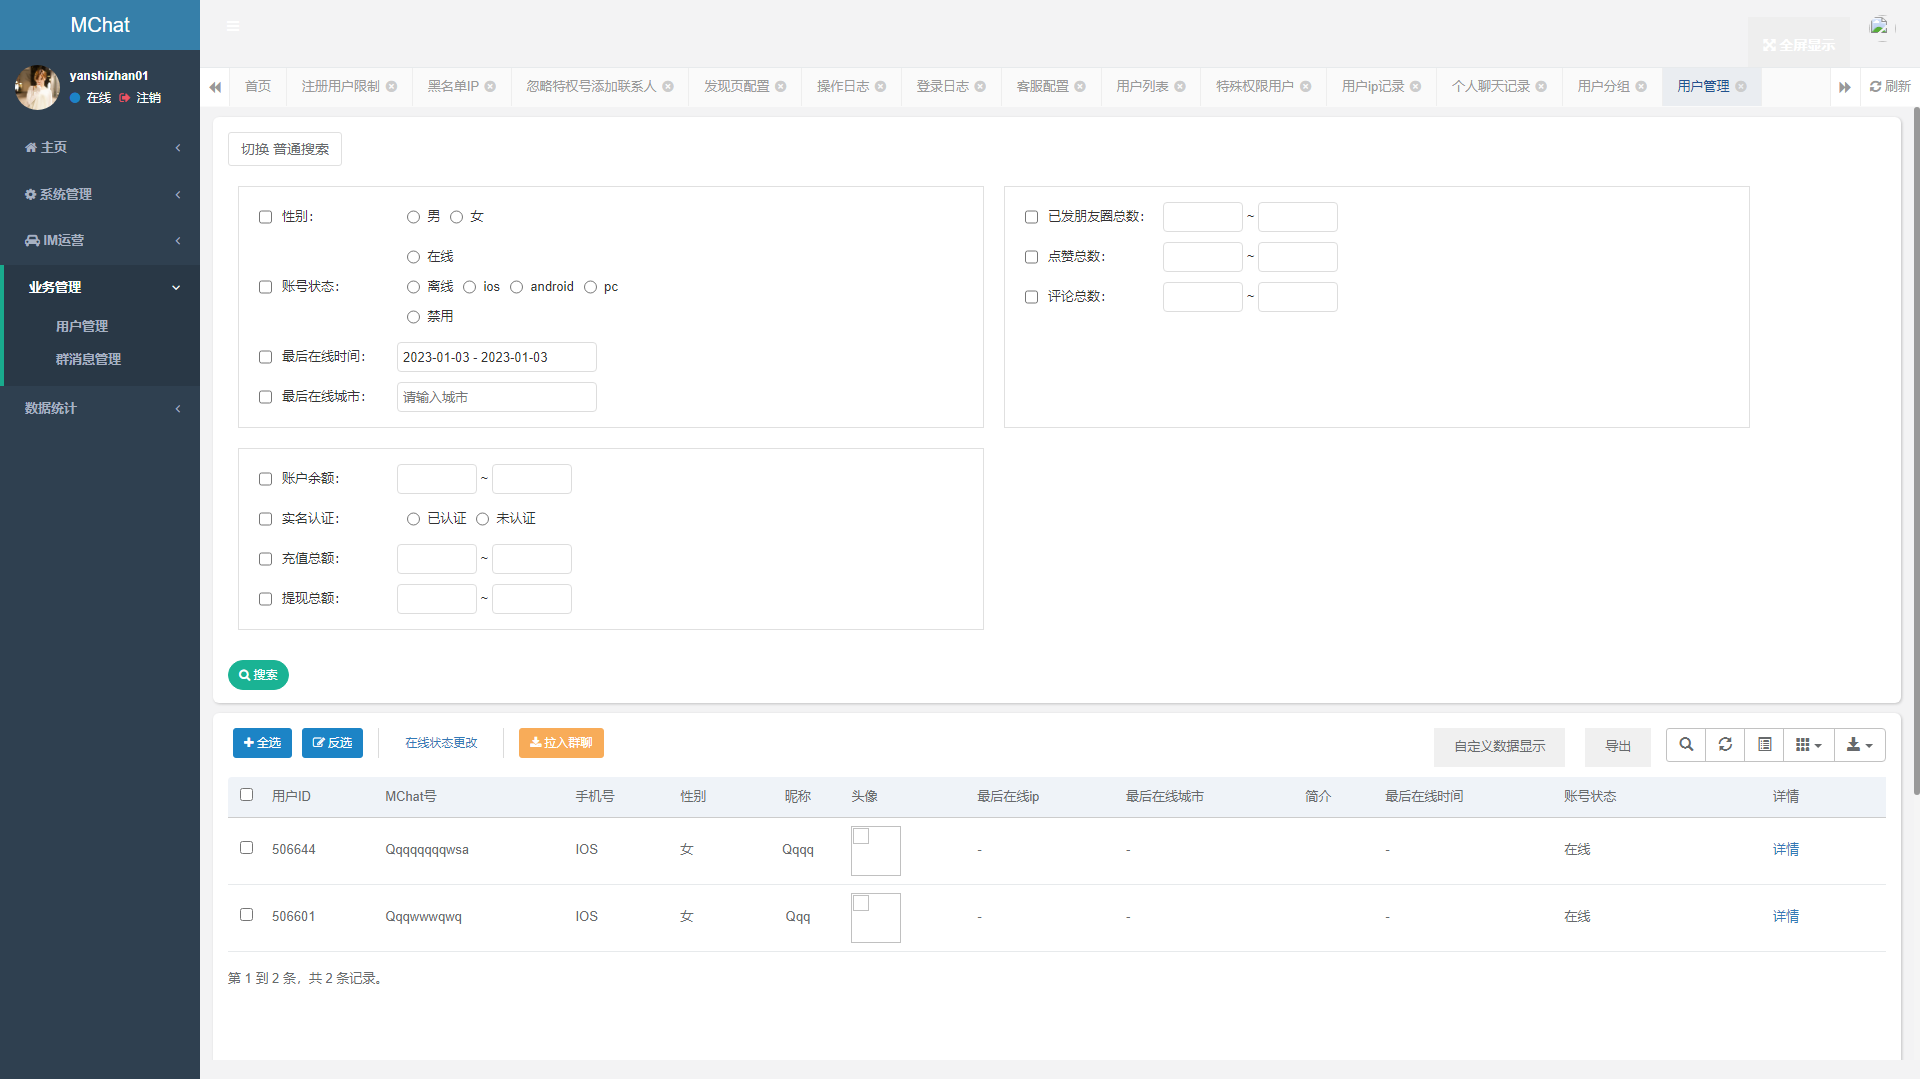 MChat
全屏显示
yanshizhan01
在线 注销
首页 注册用户限制 黑名单IP 忽略特权号添加联系人 发现页配置 操作日志 登录日志 客服配置 用户列表 特殊权限用户 用户ip记录 个人聊天记录 用户分组 用户管理 刷新
主页
系统管理
IM运营
业务管理
用户管理
群消息管理
数据统计
切换 普通搜索
性别: 男 女
在线
账号状态: 离线 ios android pc
禁用
最后在线时间: 2023-01-03 - 2023-01-03
最后在线城市: 请输入城市
已发朋友圈总数: ~
点赞总数: ~
评论总数: ~
账户余额: ~
实名认证: 已认证 未认证
充值总额: ~
提现总额: ~
搜索
全选 反选 在线状态更改 拉入群聊 自定义数据显示 导出
用户ID MChat号 手机号 性别 昵称 头像 最后在线ip 最后在线城市 简介 最后在线时间 账号状态 详情
506644 Qqqqqqqwsa IOS 女 Qqqq - - - 在线 详情
506601 Qqqwwwqwq IOS 女 Qqq - - - 在线 详情
第 1 到 2 条，共 2 条记录。